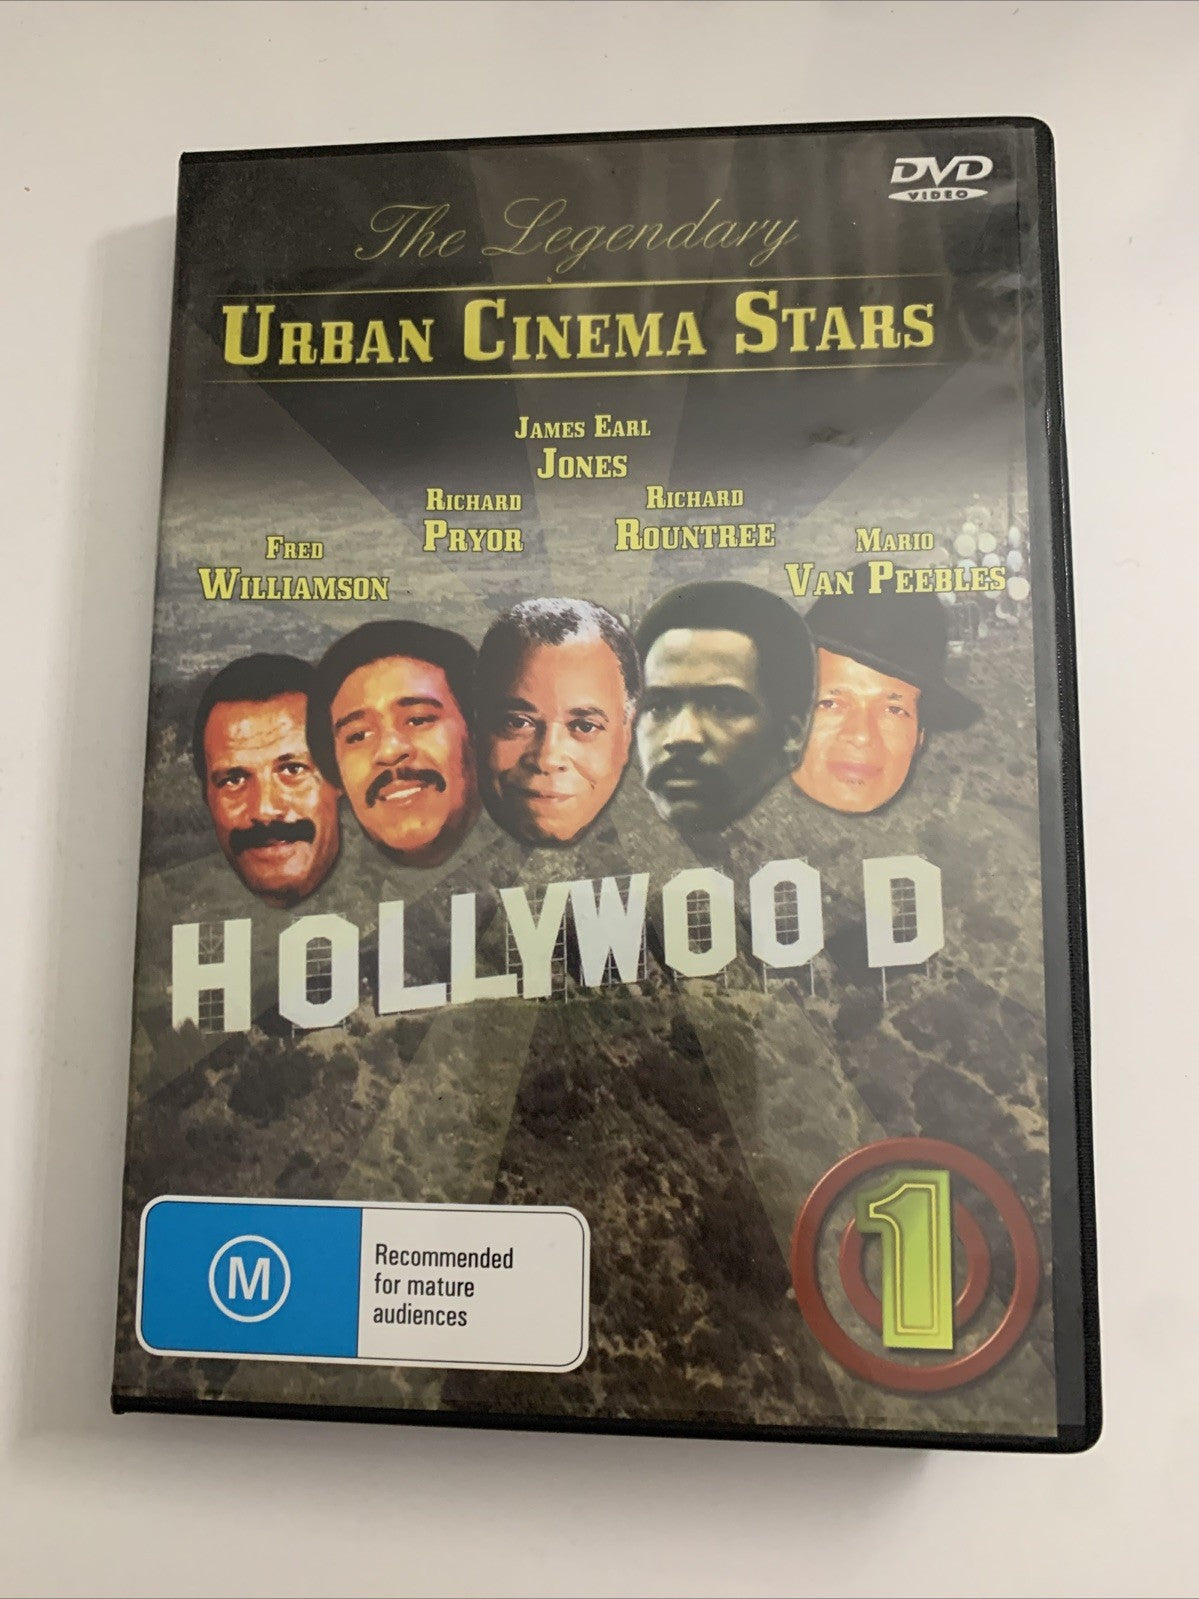 DVD
VIDEO
The Legendary
URBAN CINEMA STARS
JAMES EARL
JONES
RICHARD
PRYOR
RICHARD
ROUNTREE
FRED
WILLIAMSON
MARIO
VAN PEEBLES
HOLLYWOOD
M
Recommended
for mature
audiences
1